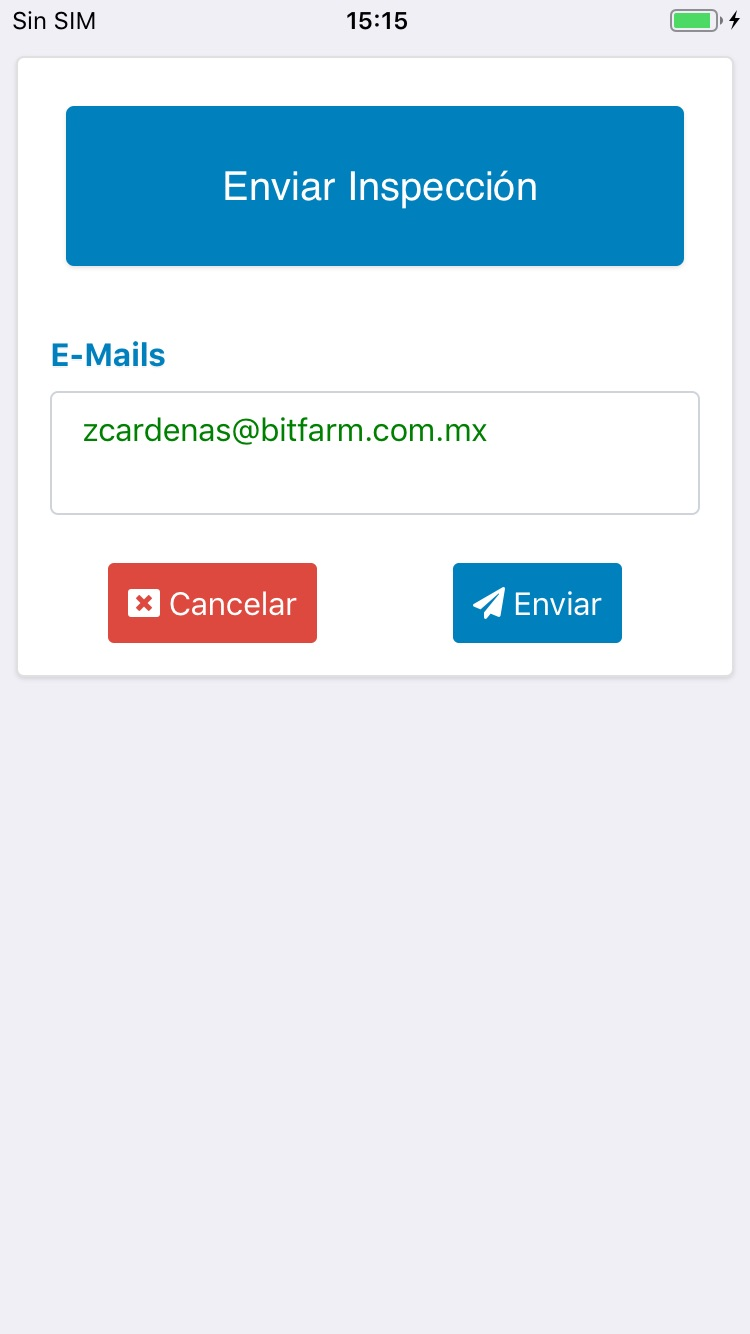 Sin SIM 15:15
Enviar Inspección
E-Mails
zcardenas@bitfarm.com.mx
Cancelar Enviar